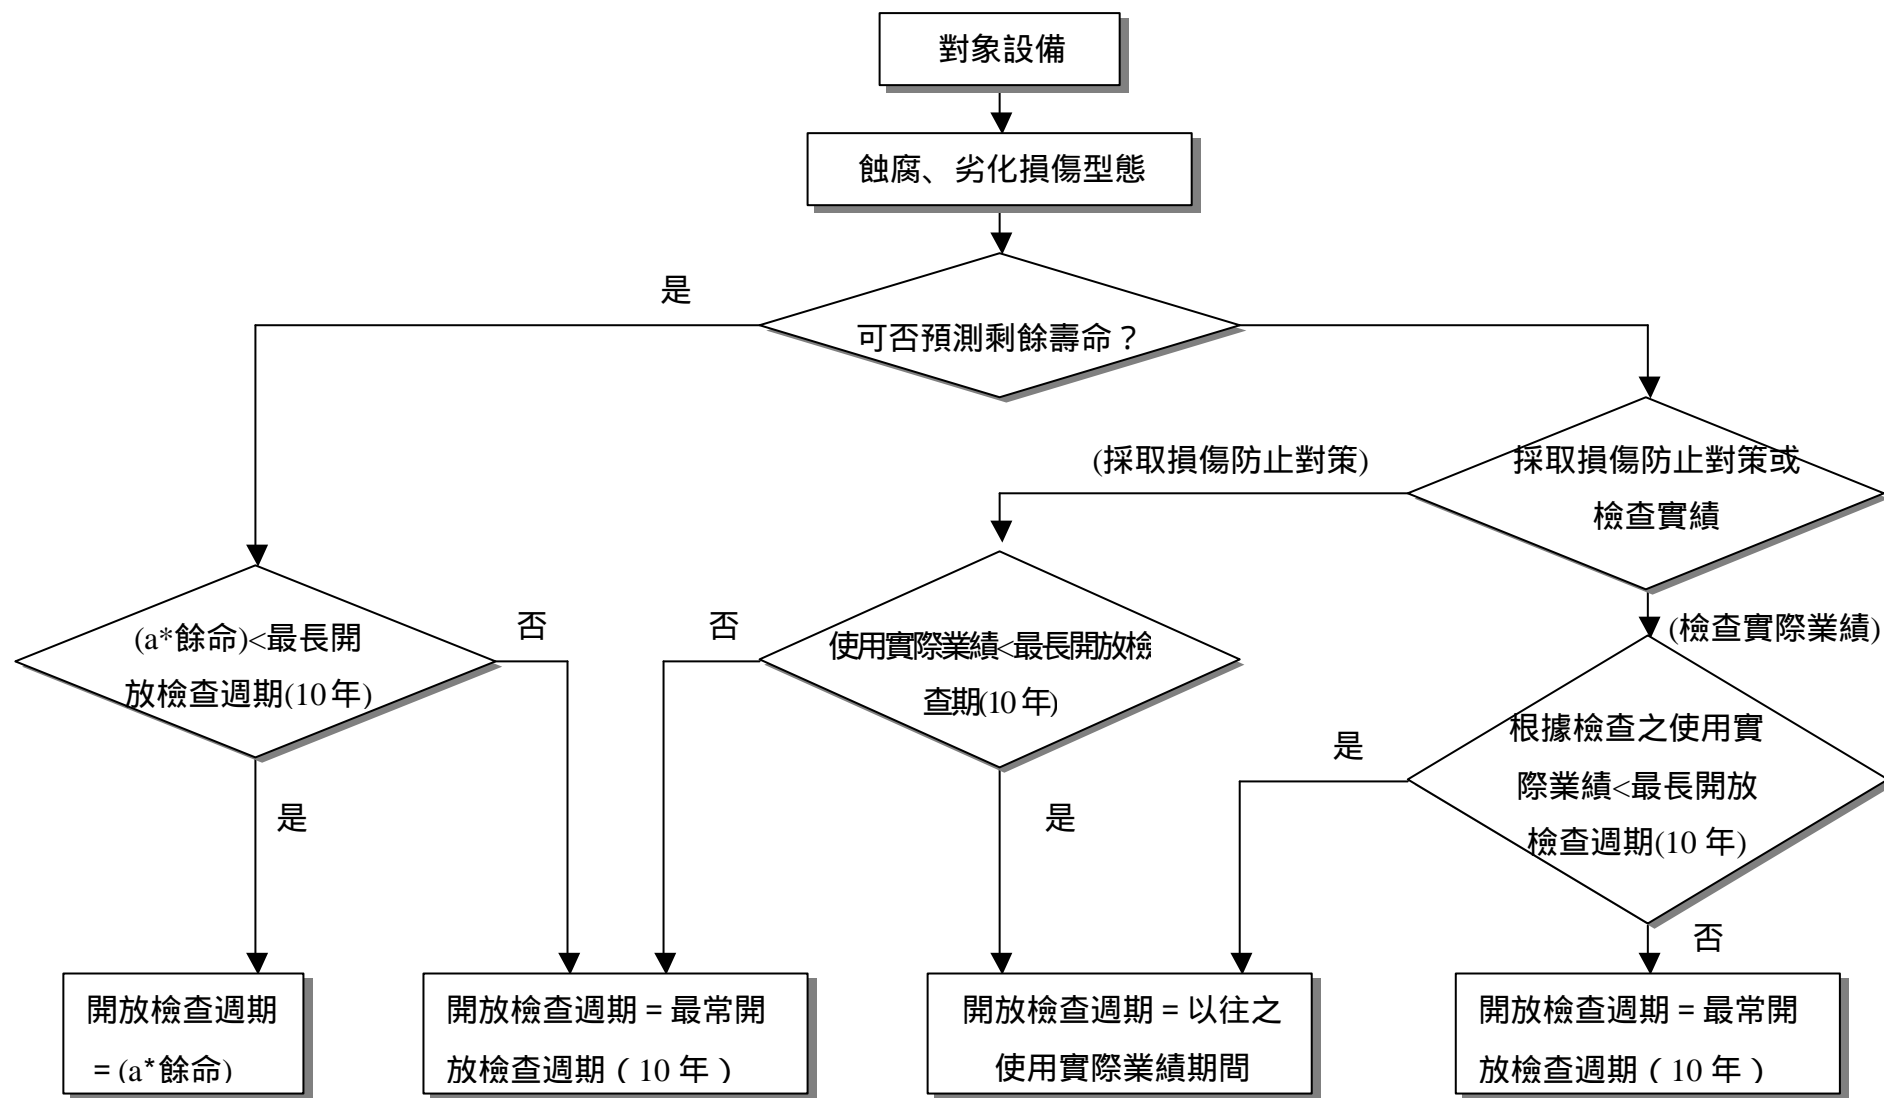 對象設備
蝕腐、劣化損傷型態
是
可否預測剩餘壽命？
(採取損傷防止對策)
採取損傷防止對策或
檢查實績
(a*餘命)<最長開
放檢查週期(10年)
否
否
使用實際業績<最長開放檢
查期(10年)
(檢查實際業績)
根據檢查之使用實
際業績<最長開放
檢查週期(10 年)
是
是
是
否
開放檢查週期
= (a*餘命)
開放檢查週期 = 最常開
放檢查週期（10 年）
開放檢查週期 = 以往之
使用實際業績期間
開放檢查週期 = 最常開
放檢查週期（10 年）